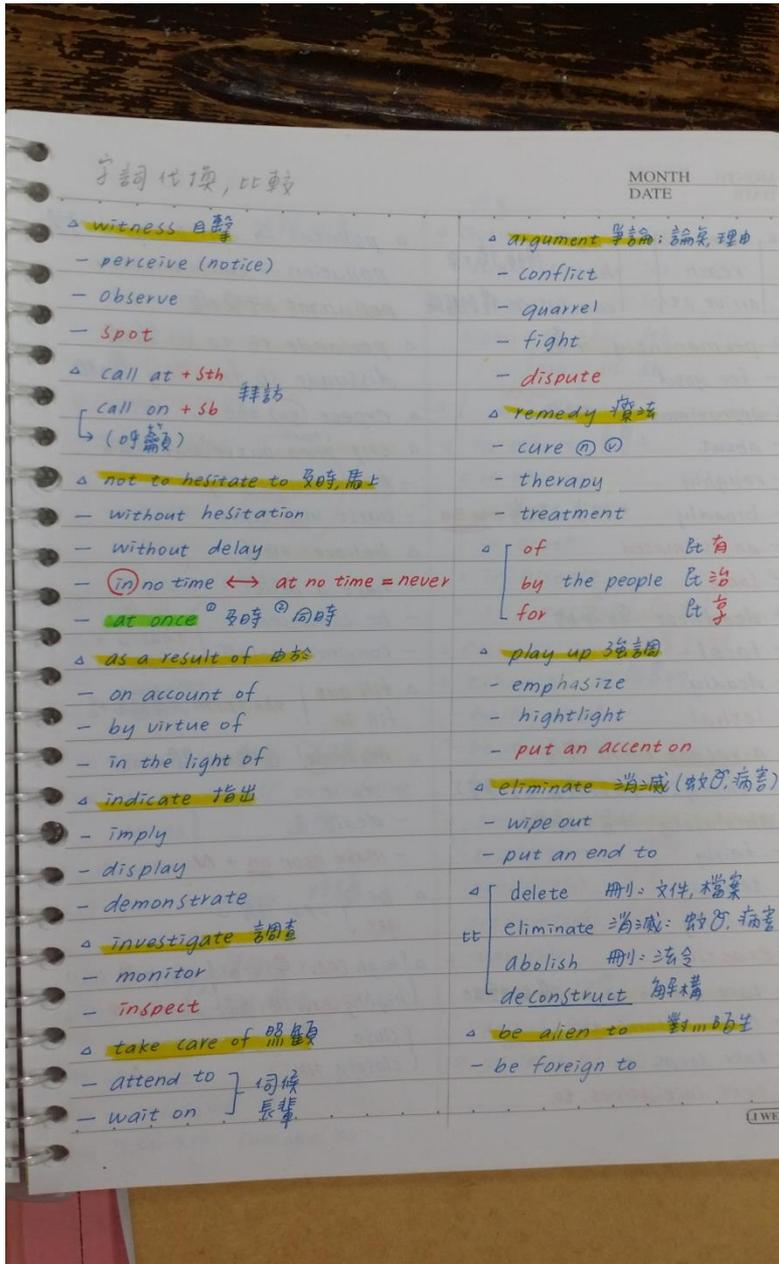 字詞代換,比較
MONTH
DATE
△ witness 目擊
- perceive (notice)
- observe
- spot
△ call at + sth
拜訪
call on + sb
↳ (呼籲)
△ not to hesitate to 及時,馬上
- without hesitation
- without delay
- in no time ↔ at no time = never
- at once ①及時 ②同時
△ as a result of 由於
- on account of
- by virtue of
- in the light of
△ indicate 指出
- imply
- display
- demonstrate
△ investigate 調查
- monitor
- inspect
△ take care of 照顧
- attend to
- wait on
伺候
長輩
△ argument 爭論;論點,理由
- conflict
- quarrel
- fight
- dispute
△ remedy 療法
- cure ⓝ ⓥ
- therapy
- treatment
△ of 民有
by the people 民治
for 民享
△ play up 強調
- emphasize
- hightlight
- put an accent on
△ eliminate 消滅(蚊子,病害)
- wipe out
- put an end to
△ delete 刪:文件,檔案
比 eliminate 消滅:蚊子,病害
abolish 刪:法令
deconstruct 解構
△ be alien to 對...陌生
- be foreign to